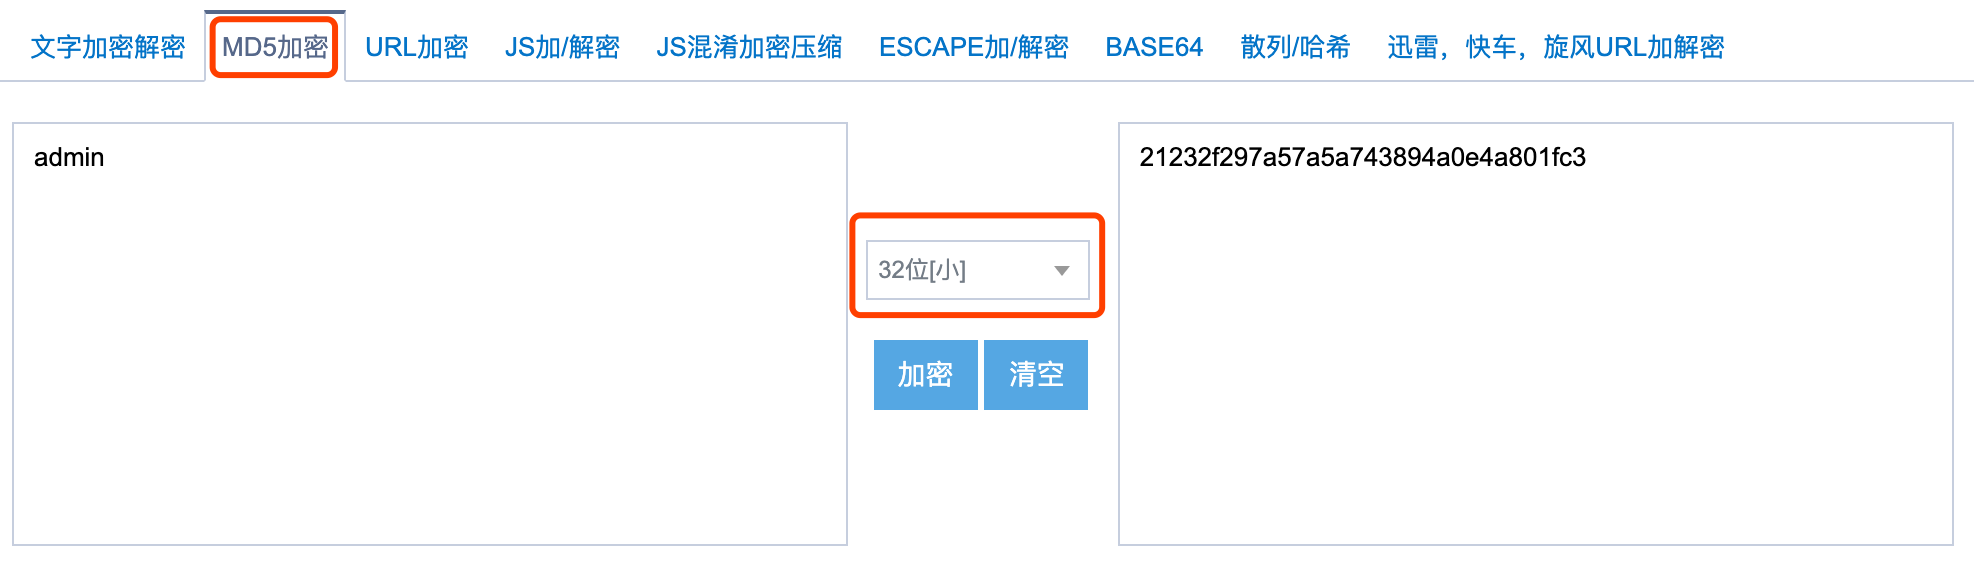 文字加密解密 MD5加密 URL加密 JS加/解密 JS混淆加密压缩 ESCAPE加/解密 BASE64 散列/哈希 迅雷，快车，旋风URL加解密
admin
32位[小]
加密 清空
21232f297a57a5a743894a0e4a801fc3